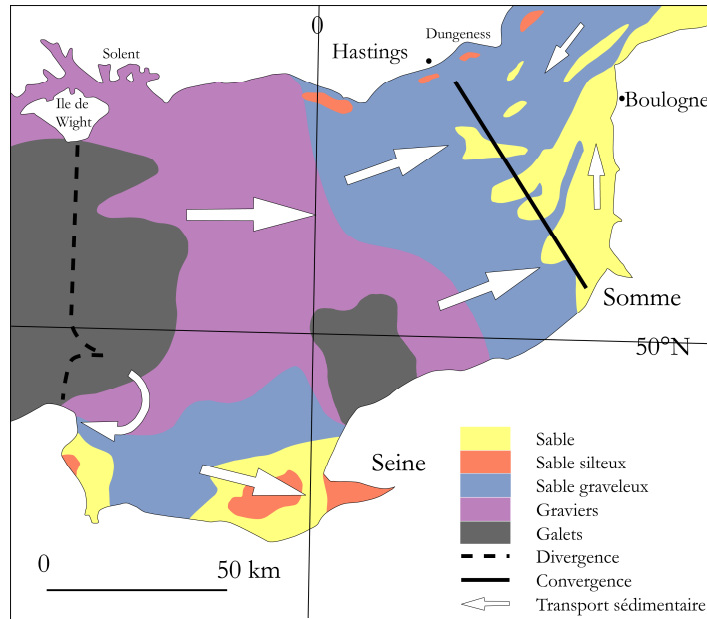 0
Solent
Dungeness
Hastings
Ile de
Wight
Boulogne
Somme
50°N
Seine
Sable
Sable silteux
Sable graveleux
Graviers
Galets
Divergence
Convergence
Transport sédimentaire
0
50 km